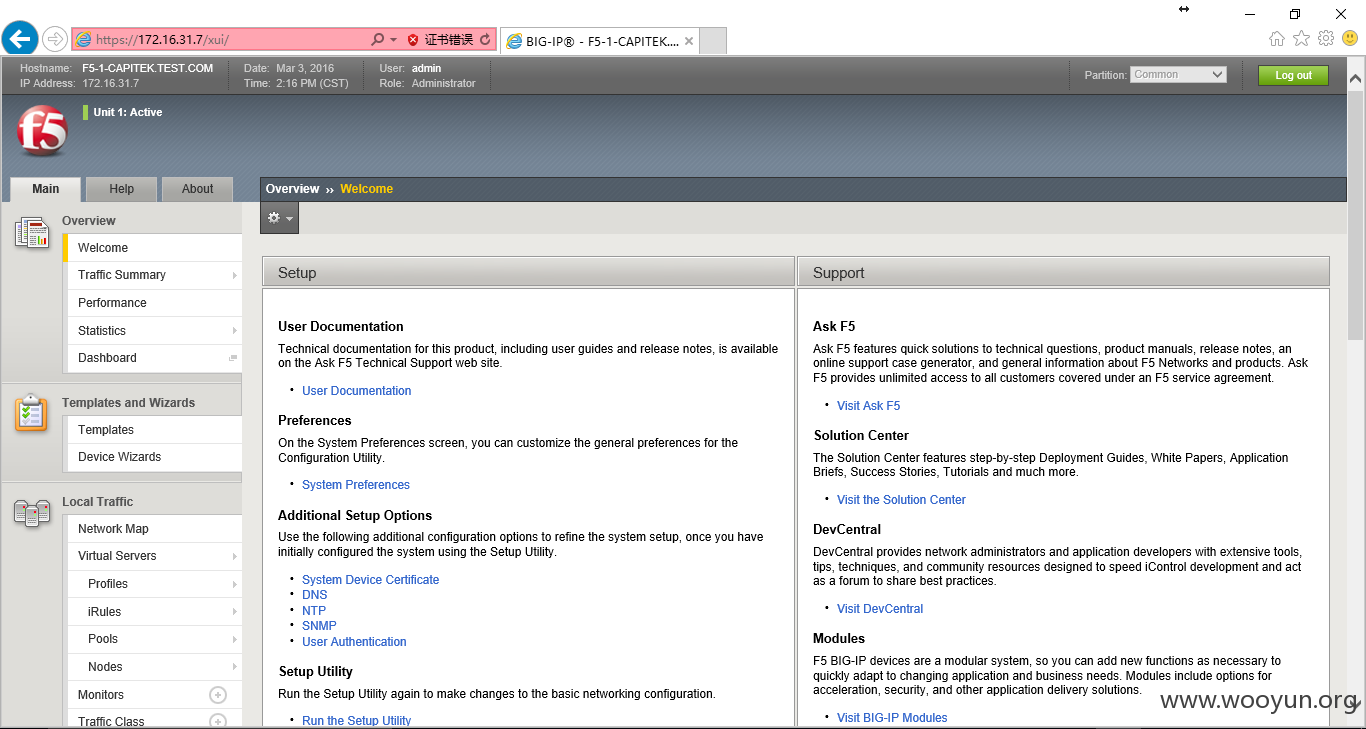 https://172.16.31.7/xui/
证书错误
BIG-IP® - F5-1-CAPITEK....
Hostname: F5-1-CAPITEK.TEST.COM
IP Address: 172.16.31.7
Date: Mar 3, 2016
Time: 2:16 PM (CST)
User: admin
Role: Administrator
Partition: Common
Log out
f5
Unit 1: Active
Main
Help
About
Overview ›› Welcome
Overview
Welcome
Traffic Summary
Performance
Statistics
Dashboard
Templates and Wizards
Templates
Device Wizards
Local Traffic
Network Map
Virtual Servers
Profiles
iRules
Pools
Nodes
Monitors
Traffic Class
Setup
User Documentation
Technical documentation for this product, including user guides and release notes, is available
on the Ask F5 Technical Support web site.
• User Documentation
Preferences
On the System Preferences screen, you can customize the general preferences for the
Configuration Utility.
• System Preferences
Additional Setup Options
Use the following additional configuration options to refine the system setup, once you have
initially configured the system using the Setup Utility.
• System Device Certificate
• DNS
• NTP
• SNMP
• User Authentication
Setup Utility
Run the Setup Utility again to make changes to the basic networking configuration.
• Run the Setup Utility
Support
Ask F5
Ask F5 features quick solutions to technical questions, product manuals, release notes, an
online support case generator, and general information about F5 Networks and products. Ask
F5 provides unlimited access to all customers covered under an F5 service agreement.
• Visit Ask F5
Solution Center
The Solution Center features step-by-step Deployment Guides, White Papers, Application
Briefs, Success Stories, Tutorials and much more.
• Visit the Solution Center
DevCentral
DevCentral provides network administrators and application developers with extensive tools,
tips, techniques, and community resources designed to speed iControl development and act
as a forum to share best practices.
• Visit DevCentral
Modules
F5 BIG-IP devices are a modular system, so you can add new functions as necessary to
quickly adapt to changing application and business needs. Modules include options for
acceleration, security, and other application delivery solutions.
• Visit BIG-IP Modules
www.wooyun.org